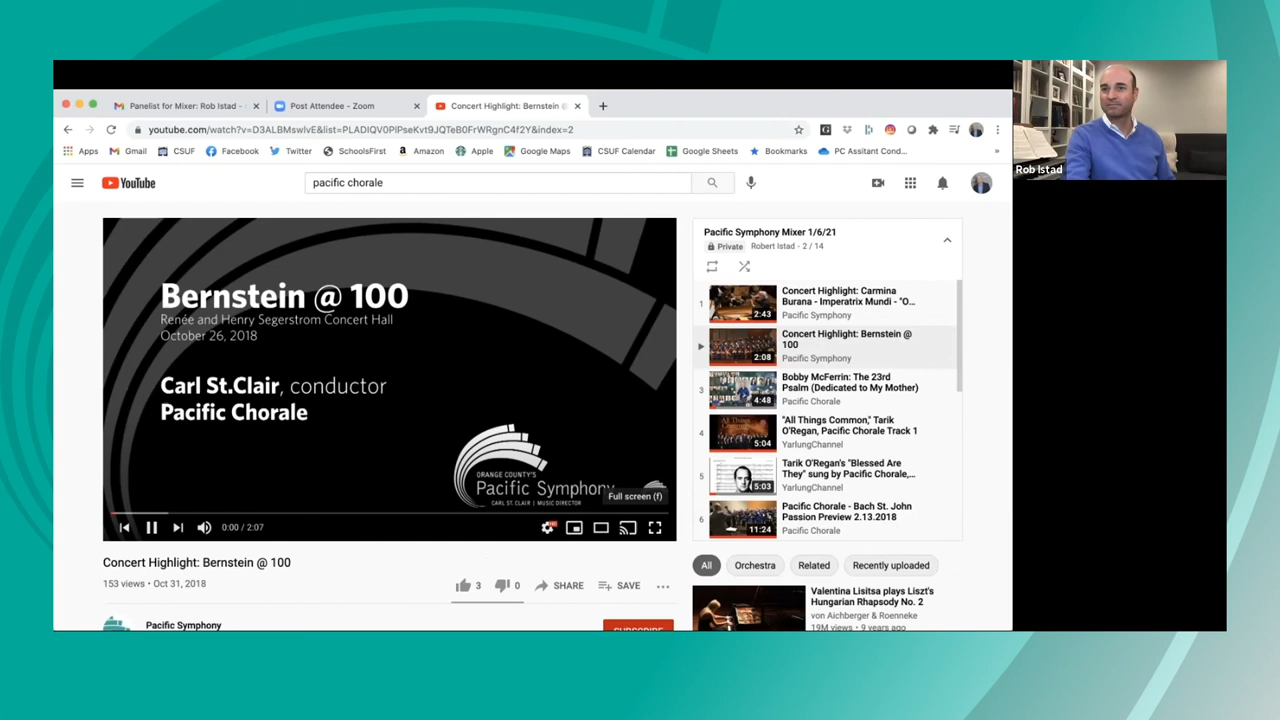 Panelist for Mixer: Rob Istad -
Post Attendee - Zoom
Concert Highlight: Bernstein @
youtube.com/watch?v=D3ALBMswlvE&list=PLADIQV0PlPseKvt9JQTeB0FrWRgnC4f2Y&index=2
Apps
Gmail
CSUF
Facebook
Twitter
SchoolsFirst
Amazon
Apple
Google Maps
CSUF Calendar
Google Sheets
Bookmarks
PC Assitant Cond...
YouTube
pacific chorale
Bernstein @ 100
Renée and Henry Segerstrom Concert Hall
October 26, 2018
Carl St.Clair, conductor
Pacific Chorale
ORANGE COUNTY'S
Pacific Symphony
CARL ST. CLAIR | MUSIC DIRECTOR
Full screen (f)
0:00 / 2:07
Concert Highlight: Bernstein @ 100
153 views • Oct 31, 2018
3
0
SHARE
SAVE
Pacific Symphony
SUBSCRIBE
Pacific Symphony Mixer 1/6/21
Private Robert Istad - 2 / 14
1
2:43
Concert Highlight: Carmina
Burana - Imperatrix Mundi - "O...
Pacific Symphony
2:08
Concert Highlight: Bernstein @
100
Pacific Symphony
3
4:48
Bobby McFerrin: The 23rd
Psalm (Dedicated to My Mother)
Pacific Chorale
4
5:04
"All Things Common," Tarik
O'Regan, Pacific Chorale Track 1
YarlungChannel
5
5:03
Tarik O'Regan's "Blessed Are
They" sung by Pacific Chorale,...
YarlungChannel
6
11:24
Pacific Chorale - Bach St. John
Passion Preview 2.13.2018
Pacific Chorale
All
Orchestra
Related
Recently uploaded
Valentina Lisitsa plays Liszt's
Hungarian Rhapsody No. 2
von Aichberger & Roenneke
19M views • 9 years ago
Rob Istad